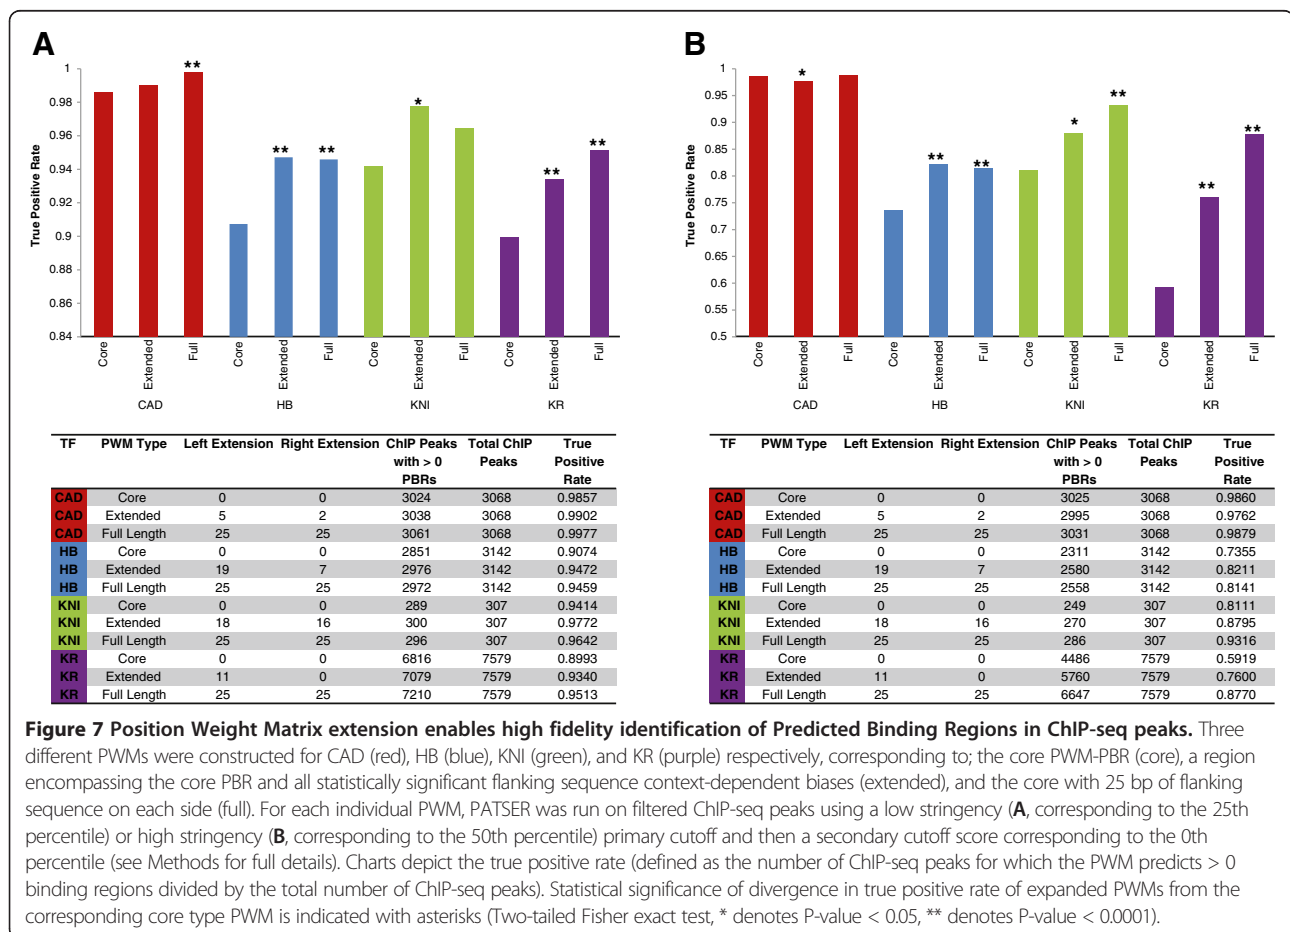 A
1
0.98
0.96
0.94
0.92
0.9
0.88
0.86
0.84
True Positive Rate
** ** ** * ** **
Core Extended Full Core Extended Full Core Extended Full Core Extended Full
CAD HB KNI KR
TF PWM Type Left Extension Right Extension ChIP Peaks Total ChIP True
with > 0 Peaks Positive
PBRs Rate
CAD Core 0 0 3024 3068 0.9857
CAD Extended 5 2 3038 3068 0.9902
CAD Full Length 25 25 3061 3068 0.9977
HB Core 0 0 2851 3142 0.9074
HB Extended 19 7 2976 3142 0.9472
HB Full Length 25 25 2972 3142 0.9459
KNI Core 0 0 289 307 0.9414
KNI Extended 18 16 300 307 0.9772
KNI Full Length 25 25 296 307 0.9642
KR Core 0 0 6816 7579 0.8993
KR Extended 11 0 7079 7579 0.9340
KR Full Length 25 25 7210 7579 0.9513
B
1
0.95
0.9
0.85
0.8
0.75
0.7
0.65
0.6
0.55
0.5
True Positive Rate
* ** ** * ** ** **
Core Extended Full Core Extended Full Core Extended Full Core Extended Full
CAD HB KNI KR
TF PWM Type Left Extension Right Extension ChIP Peaks Total ChIP True
with > 0 Peaks Positive
PBRs Rate
CAD Core 0 0 3025 3068 0.9860
CAD Extended 5 2 2995 3068 0.9762
CAD Full Length 25 25 3031 3068 0.9879
HB Core 0 0 2311 3142 0.7355
HB Extended 19 7 2580 3142 0.8211
HB Full Length 25 25 2558 3142 0.8141
KNI Core 0 0 249 307 0.8111
KNI Extended 18 16 270 307 0.8795
KNI Full Length 25 25 286 307 0.9316
KR Core 0 0 4486 7579 0.5919
KR Extended 11 0 5760 7579 0.7600
KR Full Length 25 25 6647 7579 0.8770
Figure 7 Position Weight Matrix extension enables high fidelity identification of Predicted Binding Regions in ChIP-seq peaks. Three
different PWMs were constructed for CAD (red), HB (blue), KNI (green), and KR (purple) respectively, corresponding to; the core PWM-PBR (core), a region
encompassing the core PBR and all statistically significant flanking sequence context-dependent biases (extended), and the core with 25 bp of flanking
sequence on each side (full). For each individual PWM, PATSER was run on filtered ChIP-seq peaks using a low stringency (A, corresponding to the 25th
percentile) or high stringency (B, corresponding to the 50th percentile) primary cutoff and then a secondary cutoff score corresponding to the 0th
percentile (see Methods for full details). Charts depict the true positive rate (defined as the number of ChIP-seq peaks for which the PWM predicts > 0
binding regions divided by the total number of ChIP-seq peaks). Statistical significance of divergence in true positive rate of expanded PWMs from the
corresponding core type PWM is indicated with asterisks (Two-tailed Fisher exact test, * denotes P-value < 0.05, ** denotes P-value < 0.0001).